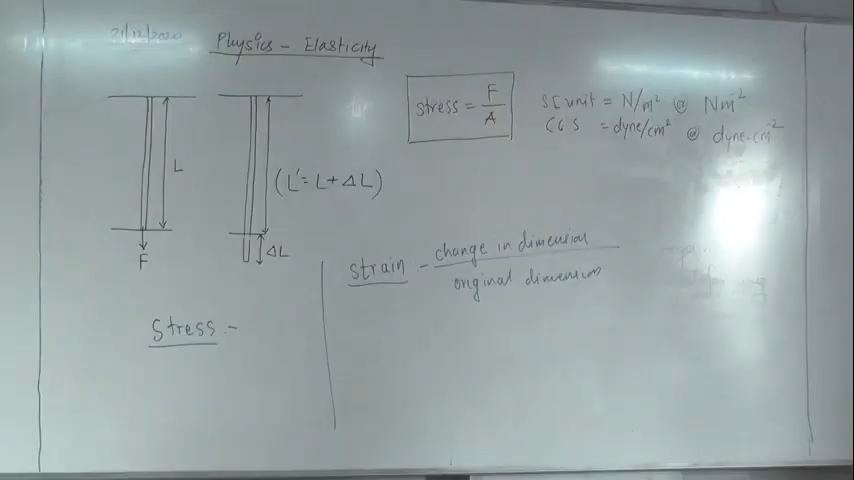 21/12/2020
Physics - Elasticity
stress = F/A
SI unit = N/m² @ Nm⁻²
CGS = dyne/cm² @ dyne-cm⁻²
L
F
(L' = L + ΔL)
ΔL
strain - change in dimension
original dimension
Stress :-